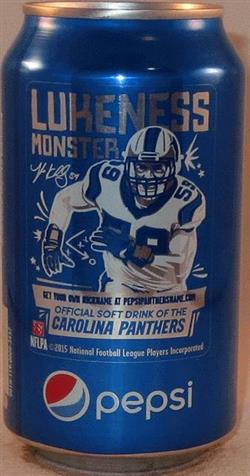 LUKENESS
MONSTER
59
59
GET YOUR OWN NICKNAME AT PEPSIPANTHERSNAME.COM
OFFICIAL SOFT DRINK OF THE
CAROLINA PANTHERS
NFLPA ©2015 National Football League Players Incorporated
pepsi